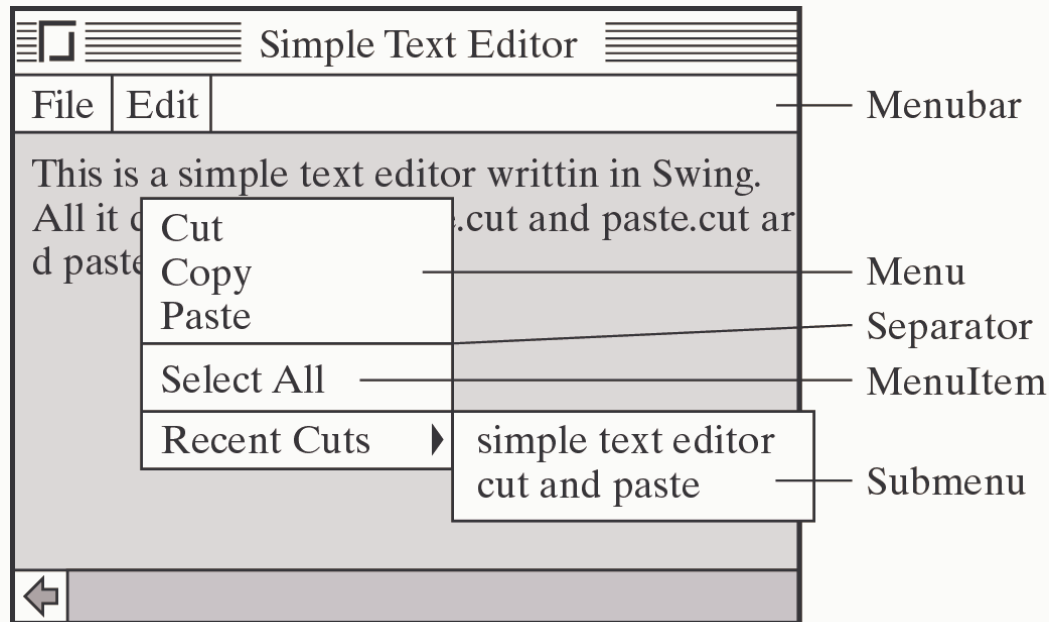 Simple Text Editor
File Edit
Menubar
This is a simple text editor writtin in Swing.
All it .cut and paste.cut ar
d paste
Cut
Copy
Paste
Menu
Separator
Select All
MenuItem
Recent Cuts
simple text editor
cut and paste
Submenu